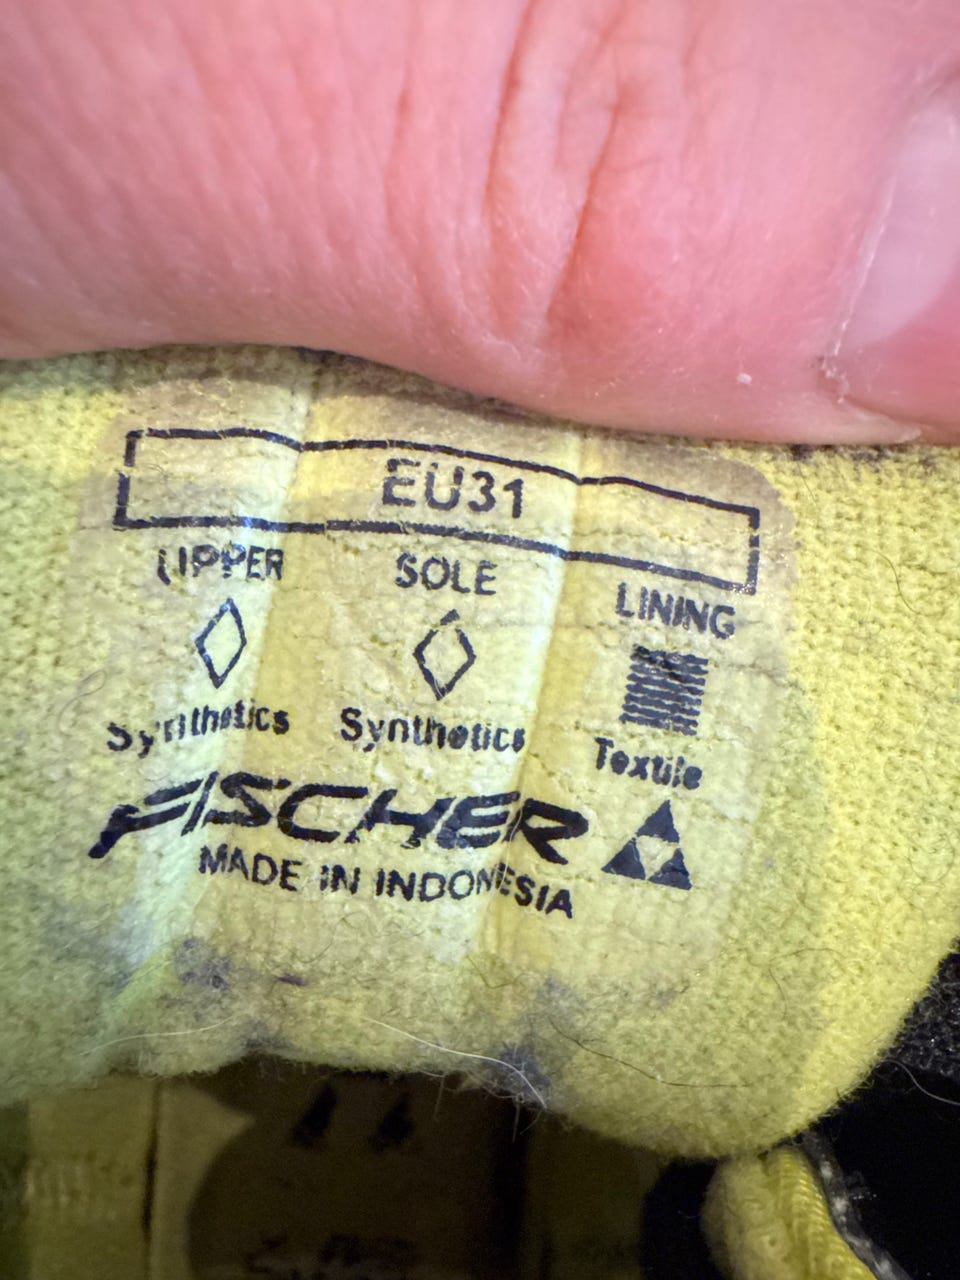 EU31
UPPER SOLE LINING
Synthetics Synthetics Textile
FISCHER
MADE IN INDONESIA